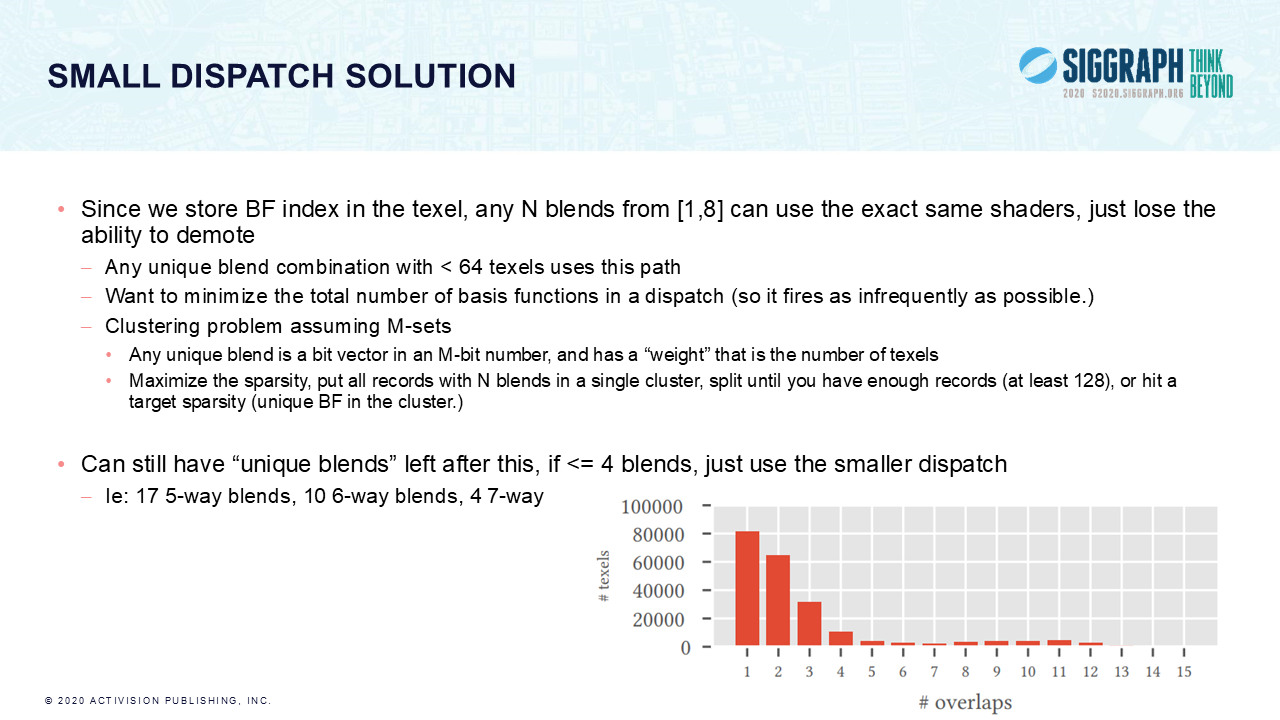 SMALL DISPATCH SOLUTION
SIGGRAPH THINK BEYOND
2020 S2020.SIGGRAPH.ORG
• Since we store BF index in the texel, any N blends from [1,8] can use the exact same shaders, just lose the
ability to demote
– Any unique blend combination with < 64 texels uses this path
– Want to minimize the total number of basis functions in a dispatch (so it fires as infrequently as possible.)
– Clustering problem assuming M-sets
• Any unique blend is a bit vector in an M-bit number, and has a “weight” that is the number of texels
• Maximize the sparsity, put all records with N blends in a single cluster, split until you have enough records (at least 128), or hit a
target sparsity (unique BF in the cluster.)
• Can still have “unique blends” left after this, if <= 4 blends, just use the smaller dispatch
– Ie: 17 5-way blends, 10 6-way blends, 4 7-way
100000
80000
60000
40000
20000
0
# texels
1 2 3 4 5 6 7 8 9 10 11 12 13 14 15
# overlaps
© 2020 ACTIVISION PUBLISHING, INC.